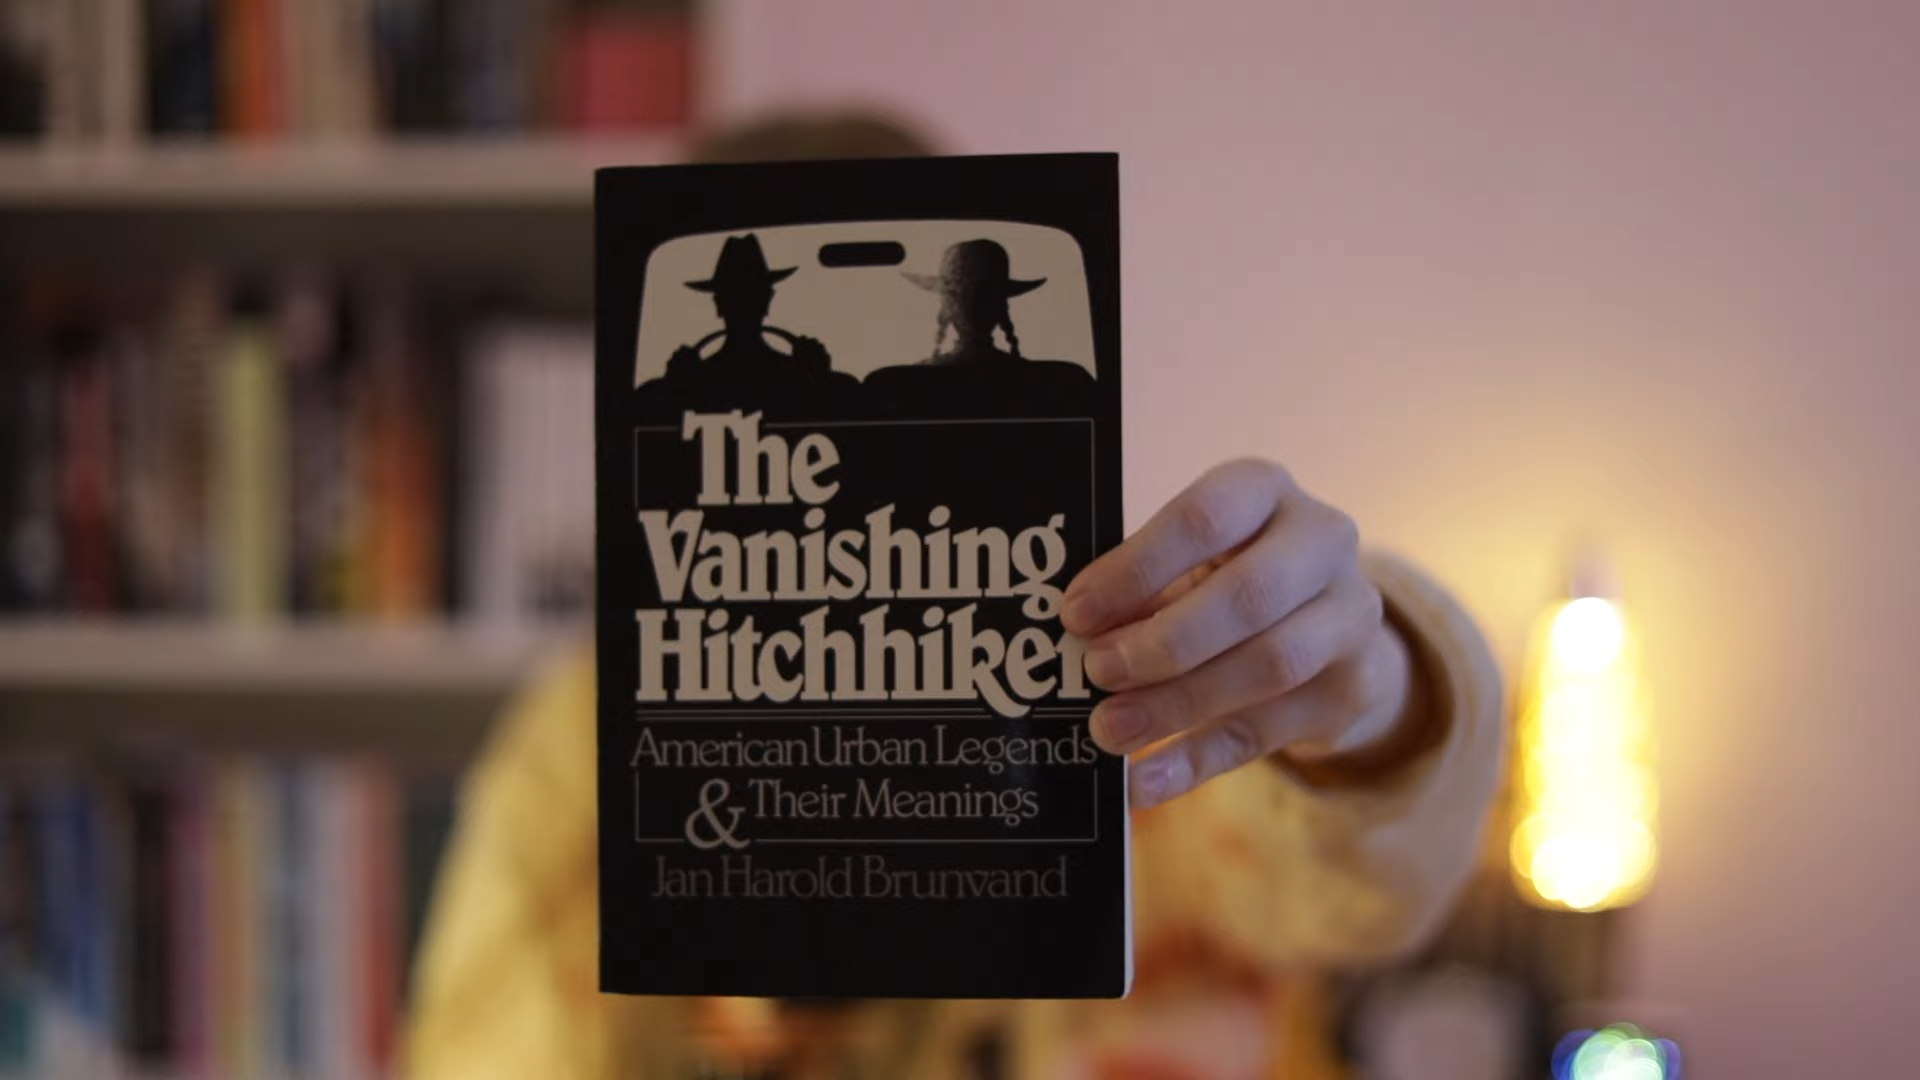 The
Vanishing
Hitchhiker
American Urban Legends
& Their Meanings
Jan Harold Brunvand